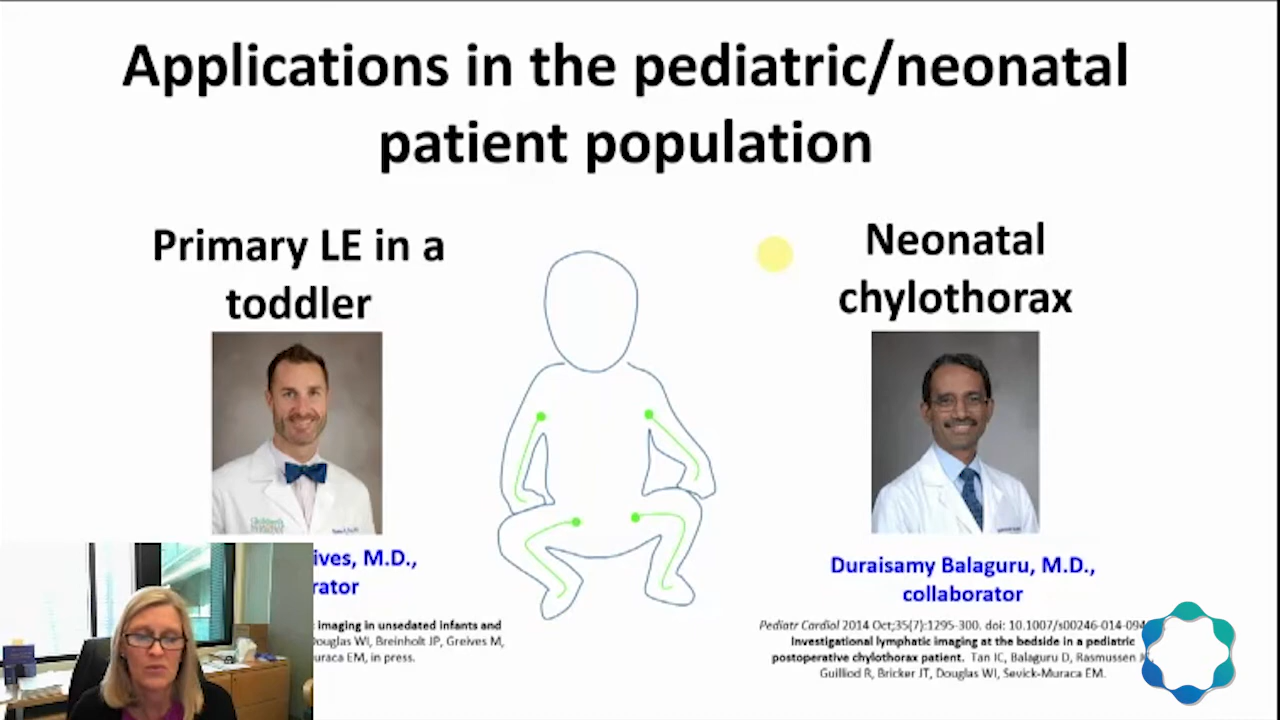 Applications in the pediatric/neonatal
patient population
Primary LE in a
toddler
ives, M.D.,
rator
imaging in unsedated infants and
ouglas WI, Breinholt JP, Greives M,
uraca EM, in press.
Neonatal
chylothorax
Duraisamy Balaguru, M.D.,
collaborator
Pediatr Cardiol 2014 Oct;35(7):1295-300. doi: 10.1007/s00246-014-094
Investigational lymphatic imaging at the bedside in a pediatric
postoperative chylothorax patient. Tan IC, Balaguru D, Rasmussen J
Guilliod R, Bricker JT, Douglas WI, Sevick-Muraca EM.